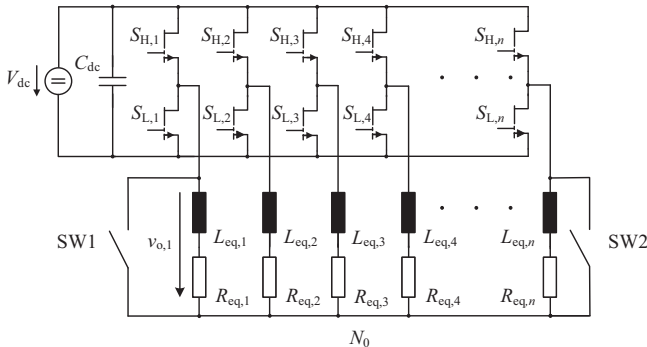 S_H,1 S_H,2 S_H,3 S_H,4 S_H,n
V_dc C_dc
S_L,1 S_L,2 S_L,3 S_L,4 S_L,n
SW1 v_o,1 L_eq,1 L_eq,2 L_eq,3 L_eq,4 L_eq,n SW2
R_eq,1 R_eq,2 R_eq,3 R_eq,4 R_eq,n
N_0